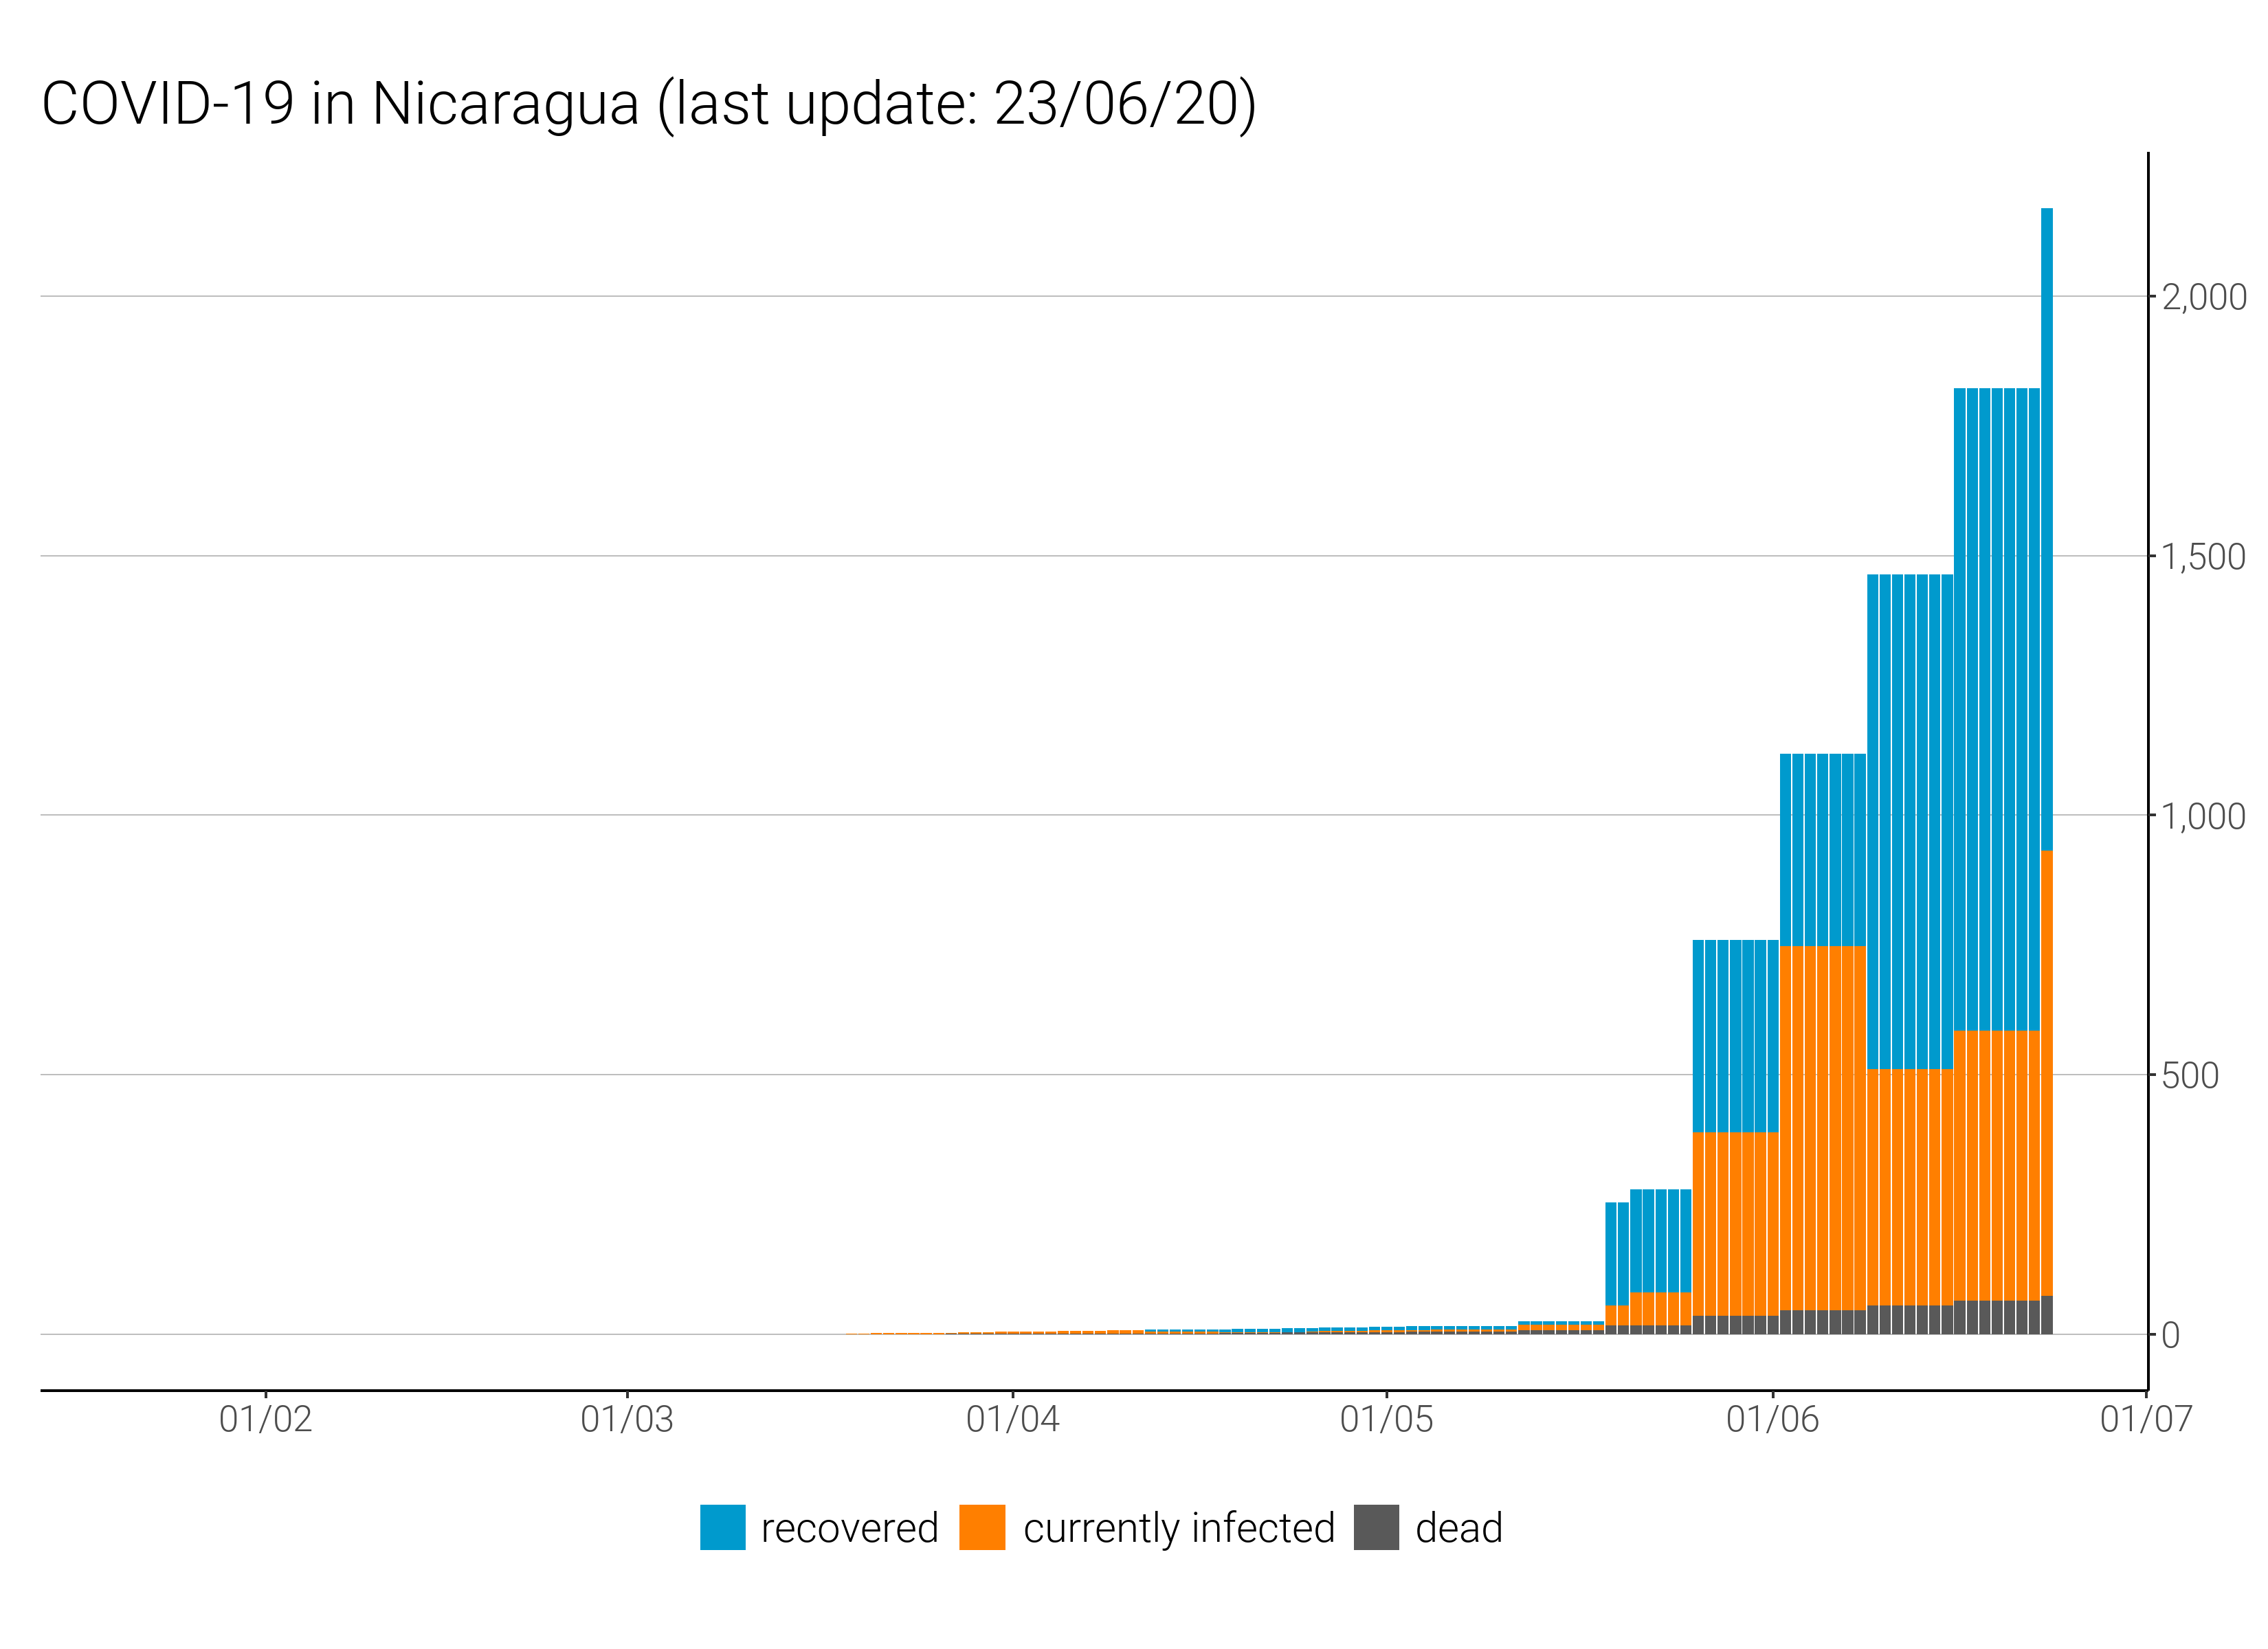 COVID-19 in Nicaragua (last update: 23/06/20)
2,000
1,500
1,000
500
0
01/02 01/03 01/04 01/05 01/06 01/07
recovered currently infected dead